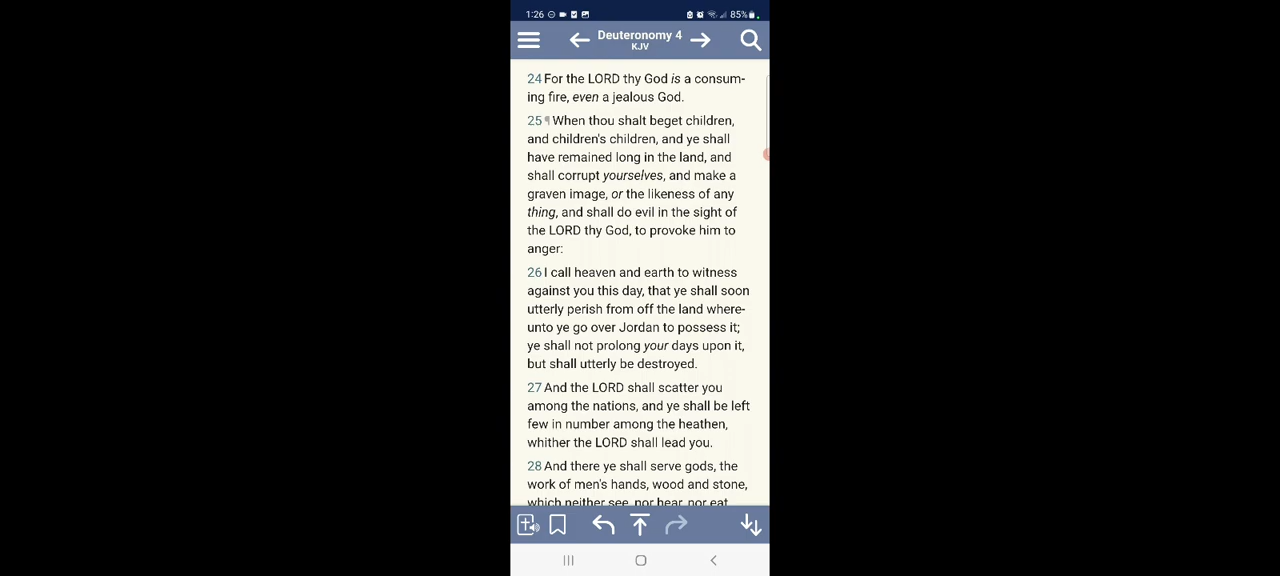 1:26
85%
Deuteronomy 4
KJV
24 For the LORD thy God is a consum-
ing fire, even a jealous God.
25 ¶ When thou shalt beget children,
and children's children, and ye shall
have remained long in the land, and
shall corrupt yourselves, and make a
graven image, or the likeness of any
thing, and shall do evil in the sight of
the LORD thy God, to provoke him to
anger:
26 I call heaven and earth to witness
against you this day, that ye shall soon
utterly perish from off the land where-
unto ye go over Jordan to possess it;
ye shall not prolong your days upon it,
but shall utterly be destroyed.
27 And the LORD shall scatter you
among the nations, and ye shall be left
few in number among the heathen,
whither the LORD shall lead you.
28 And there ye shall serve gods, the
work of men's hands, wood and stone,
which neither see, nor hear, nor eat